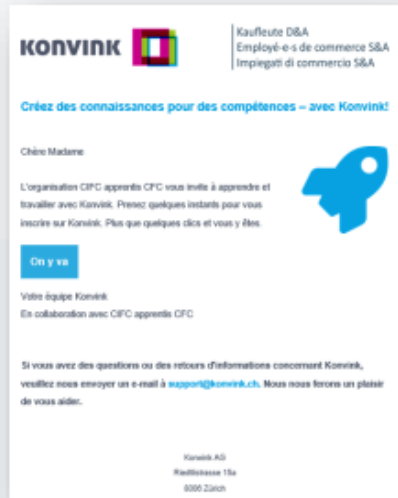 KONVINK
Kaufleute D&A
Employé-e-s de commerce S&A
Impiegati di commercio S&A
Créez des connaissances pour des compétences – avec Konvink!
Chère Madame
L'organisation CIFC apprentis CFC vous invite à apprendre et
travailler avec Konvink. Prenez quelques instants pour vous
inscrire sur Konvink. Plus que quelques clics et vous y êtes.
On y va
Votre équipe Konvink
En collaboration avec CIFC apprentis CFC
Si vous avez des questions ou des retours d'informations concernant Konvink,
veuillez nous envoyer un e-mail à support@konvink.ch. Nous nous ferons un plaisir
de vous aider.
Konvink AG
Riedtlistrasse 15a
8006 Zürich